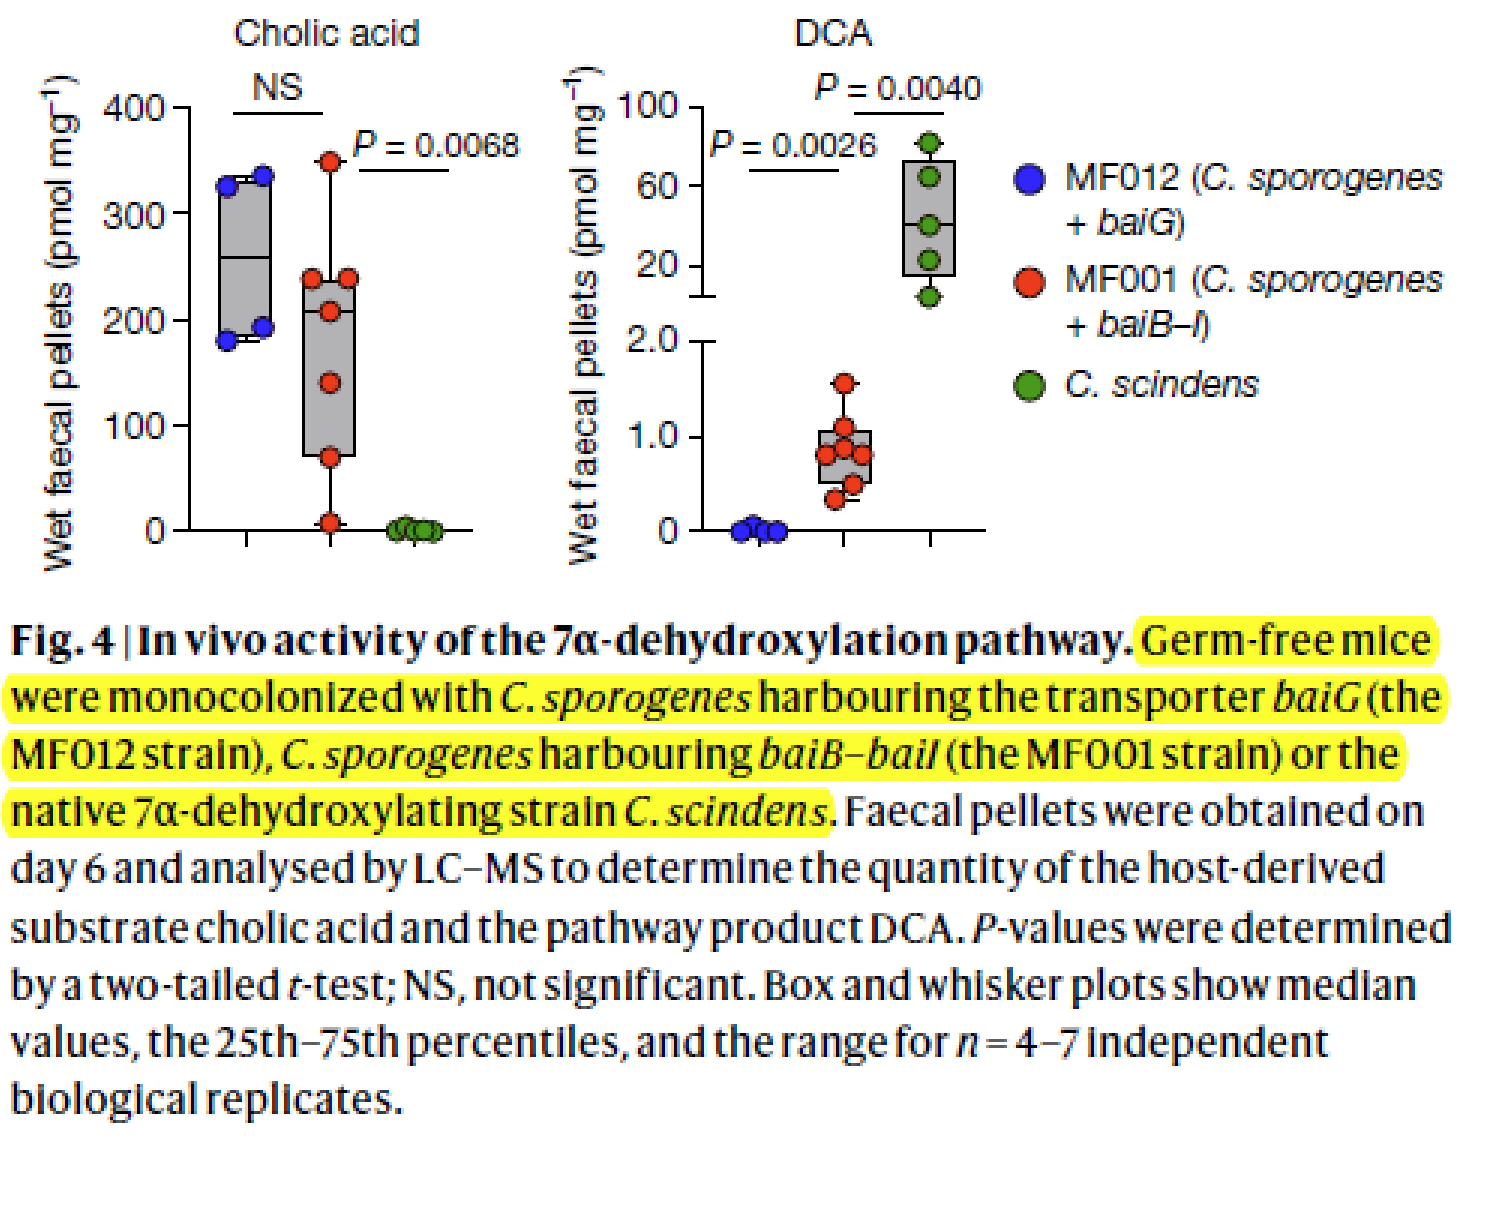 Cholic acid
NS
P = 0.0068
Wet faecal pellets (pmol mg⁻¹)
400
300
200
100
0
DCA
P = 0.0040
P = 0.0026
Wet faecal pellets (pmol mg⁻¹)
100
60
20
2.0
1.0
0
MF012 (C. sporogenes
+ baiG)
MF001 (C. sporogenes
+ baiB–I)
C. scindens
Fig. 4 | In vivo activity of the 7α-dehydroxylation pathway. Germ-free mice
were monocolonized with C. sporogenes harbouring the transporter baiG (the
MF012 strain), C. sporogenes harbouring baiB–baiI (the MF001 strain) or the
native 7α-dehydroxylating strain C. scindens. Faecal pellets were obtained on
day 6 and analysed by LC–MS to determine the quantity of the host-derived
substrate cholic acid and the pathway product DCA. P-values were determined
by a two-tailed t-test; NS, not significant. Box and whisker plots show median
values, the 25th–75th percentiles, and the range for n = 4–7 independent
biological replicates.